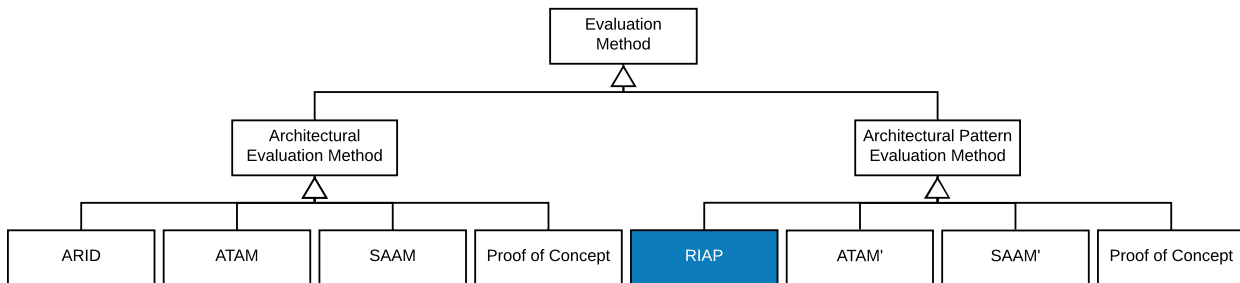 Evaluation
Method
Architectural
Evaluation Method
Architectural Pattern
Evaluation Method
ARID
ATAM
SAAM
Proof of Concept
RIAP
ATAM'
SAAM'
Proof of Concept